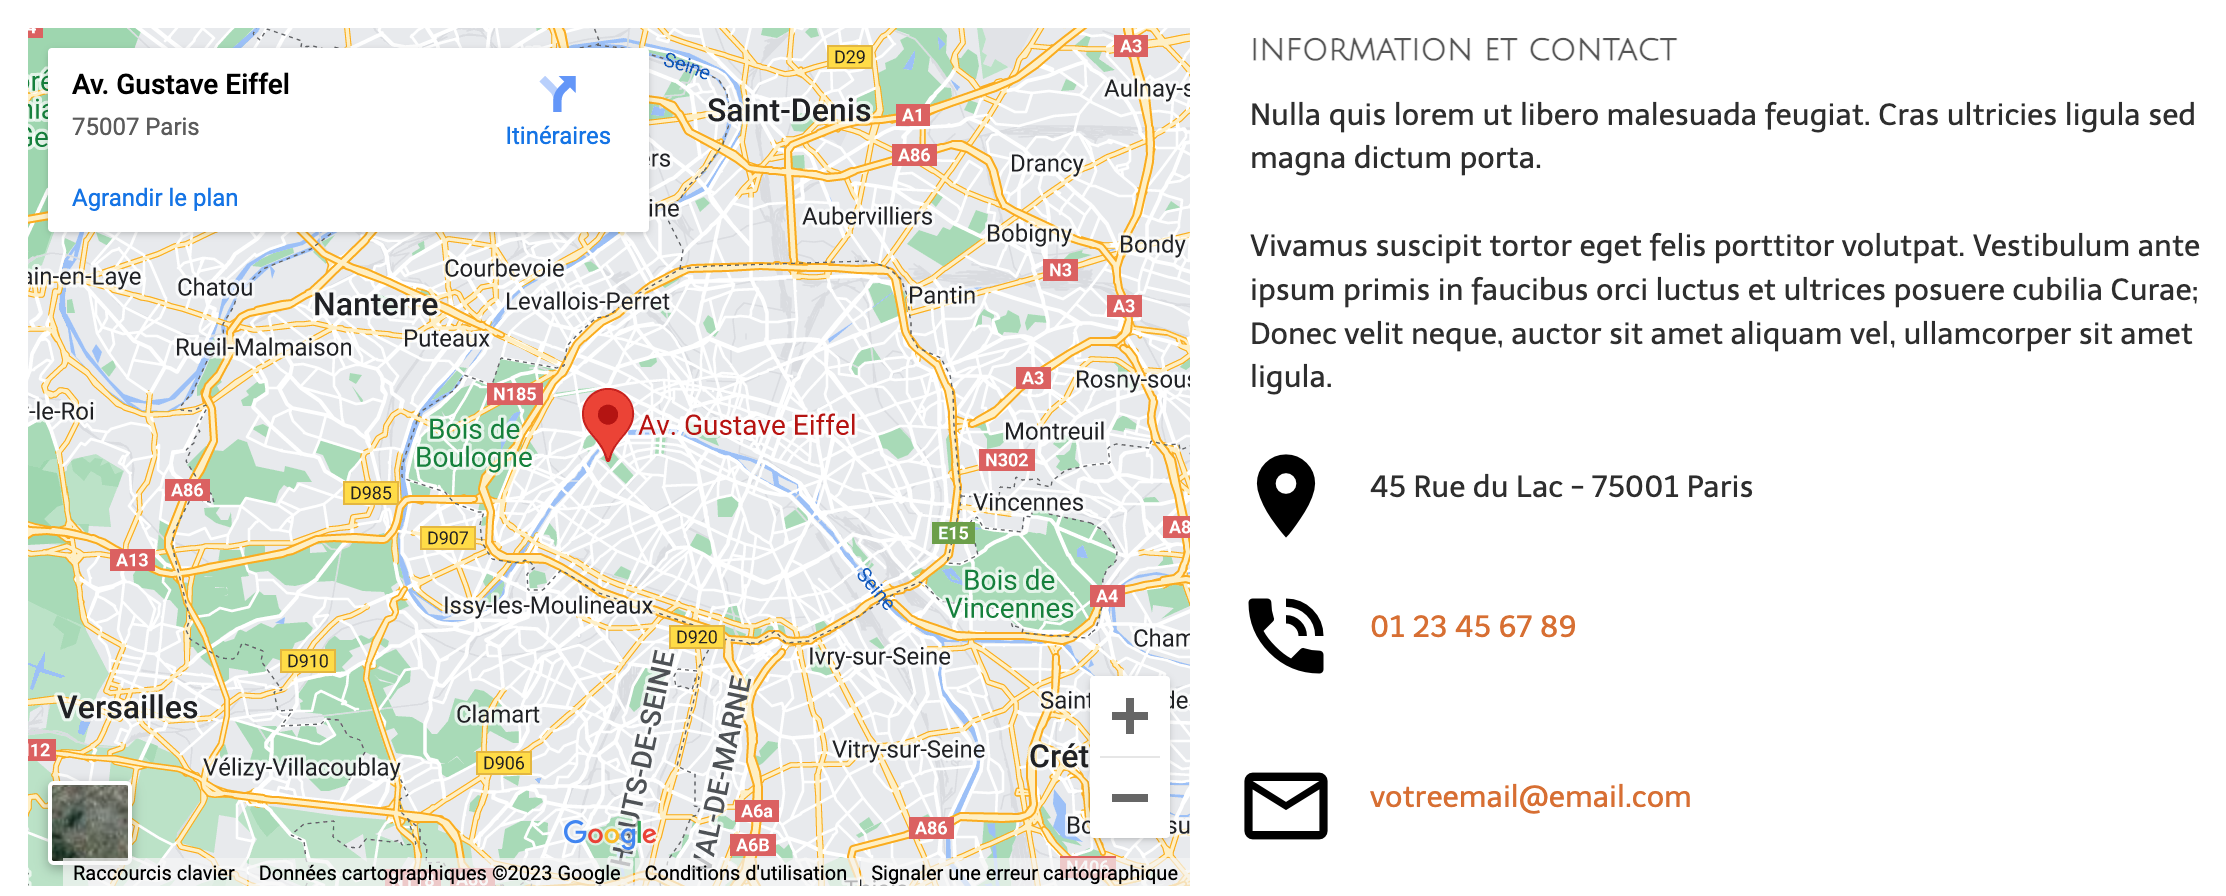 Av. Gustave Eiffel
75007 Paris
Itinéraires
Agrandir le plan
Seine
D29
A3
Aulnay-s
Saint-Denis
A1
A86
Drancy
Aubervilliers
Bobigny
Bondy
N3
Courbevoie
ain-en-Laye
Chatou
Nanterre
Levallois-Perret
Pantin
A3
Puteaux
Rueil-Malmaison
A3
Rosny-sous
N185
-le-Roi
Av. Gustave Eiffel
Bois de
Boulogne
Montreuil
N302
A86
D985
Vincennes
A8
D907
E15
A13
Seine
Bois de
Vincennes
A4
Issy-les-Moulineaux
D920
Cham
D910
Ivry-sur-Seine
HAUTS-DE-SEINE
VAL-DE-MARNE
Versailles
Clamart
Saint
de
Vitry-sur-Seine
Crét
112
Vélizy-Villacoublay
D906
A6a
A86
Google
A6B
N406
Raccourcis clavier
Données cartographiques ©2023 Google
Conditions d'utilisation
Signaler une erreur cartographique
INFORMATION ET CONTACT
Nulla quis lorem ut libero malesuada feugiat. Cras ultricies ligula sed
magna dictum porta.
Vivamus suscipit tortor eget felis porttitor volutpat. Vestibulum ante
ipsum primis in faucibus orci luctus et ultrices posuere cubilia Curae;
Donec velit neque, auctor sit amet aliquam vel, ullamcorper sit amet
ligula.
45 Rue du Lac - 75001 Paris
01 23 45 67 89
votreemail@email.com